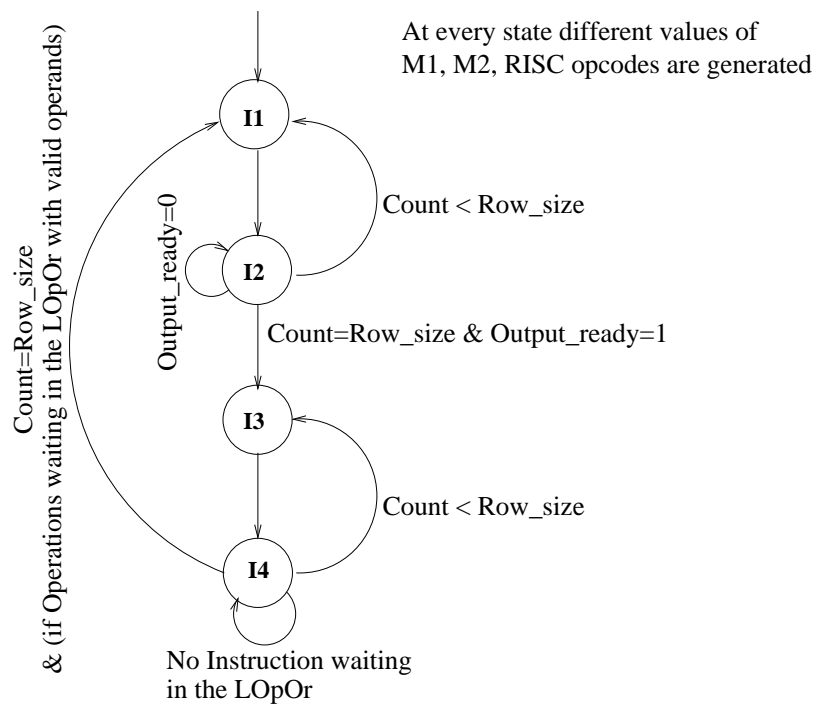 At every state different values of
M1, M2, RISC opcodes are generated
I1
Count < Row_size
Output_ready=0
I2
Count=Row_size & Output_ready=1
I3
Count < Row_size
I4
No Instruction waiting
in the LOpOr
Count=Row_size
& (if Operations waiting in the LOpOr with valid operands)